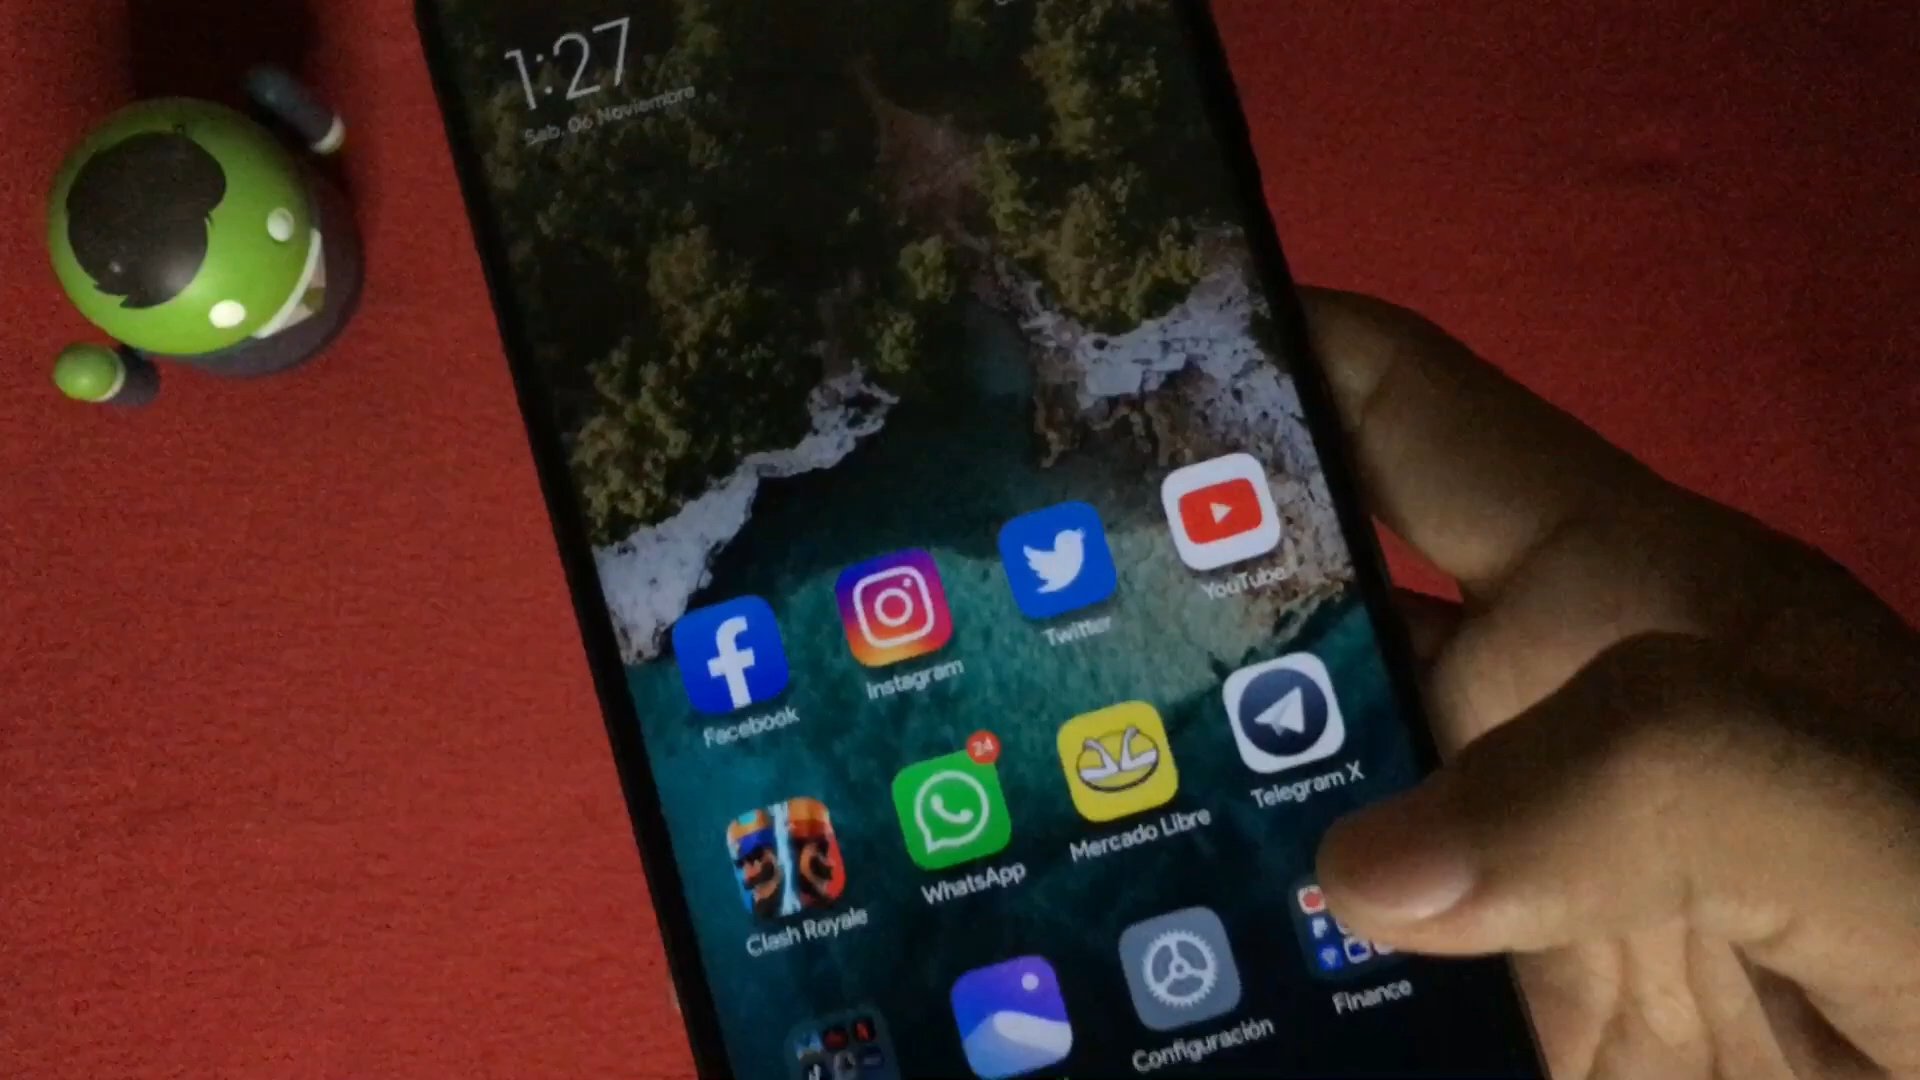 1:27
Sab. 06 Noviembre
Facebook
Instagram
Twitter
YouTube
Clash Royale
24
WhatsApp
Mercado Libre
Telegram X
Configuración
Finance